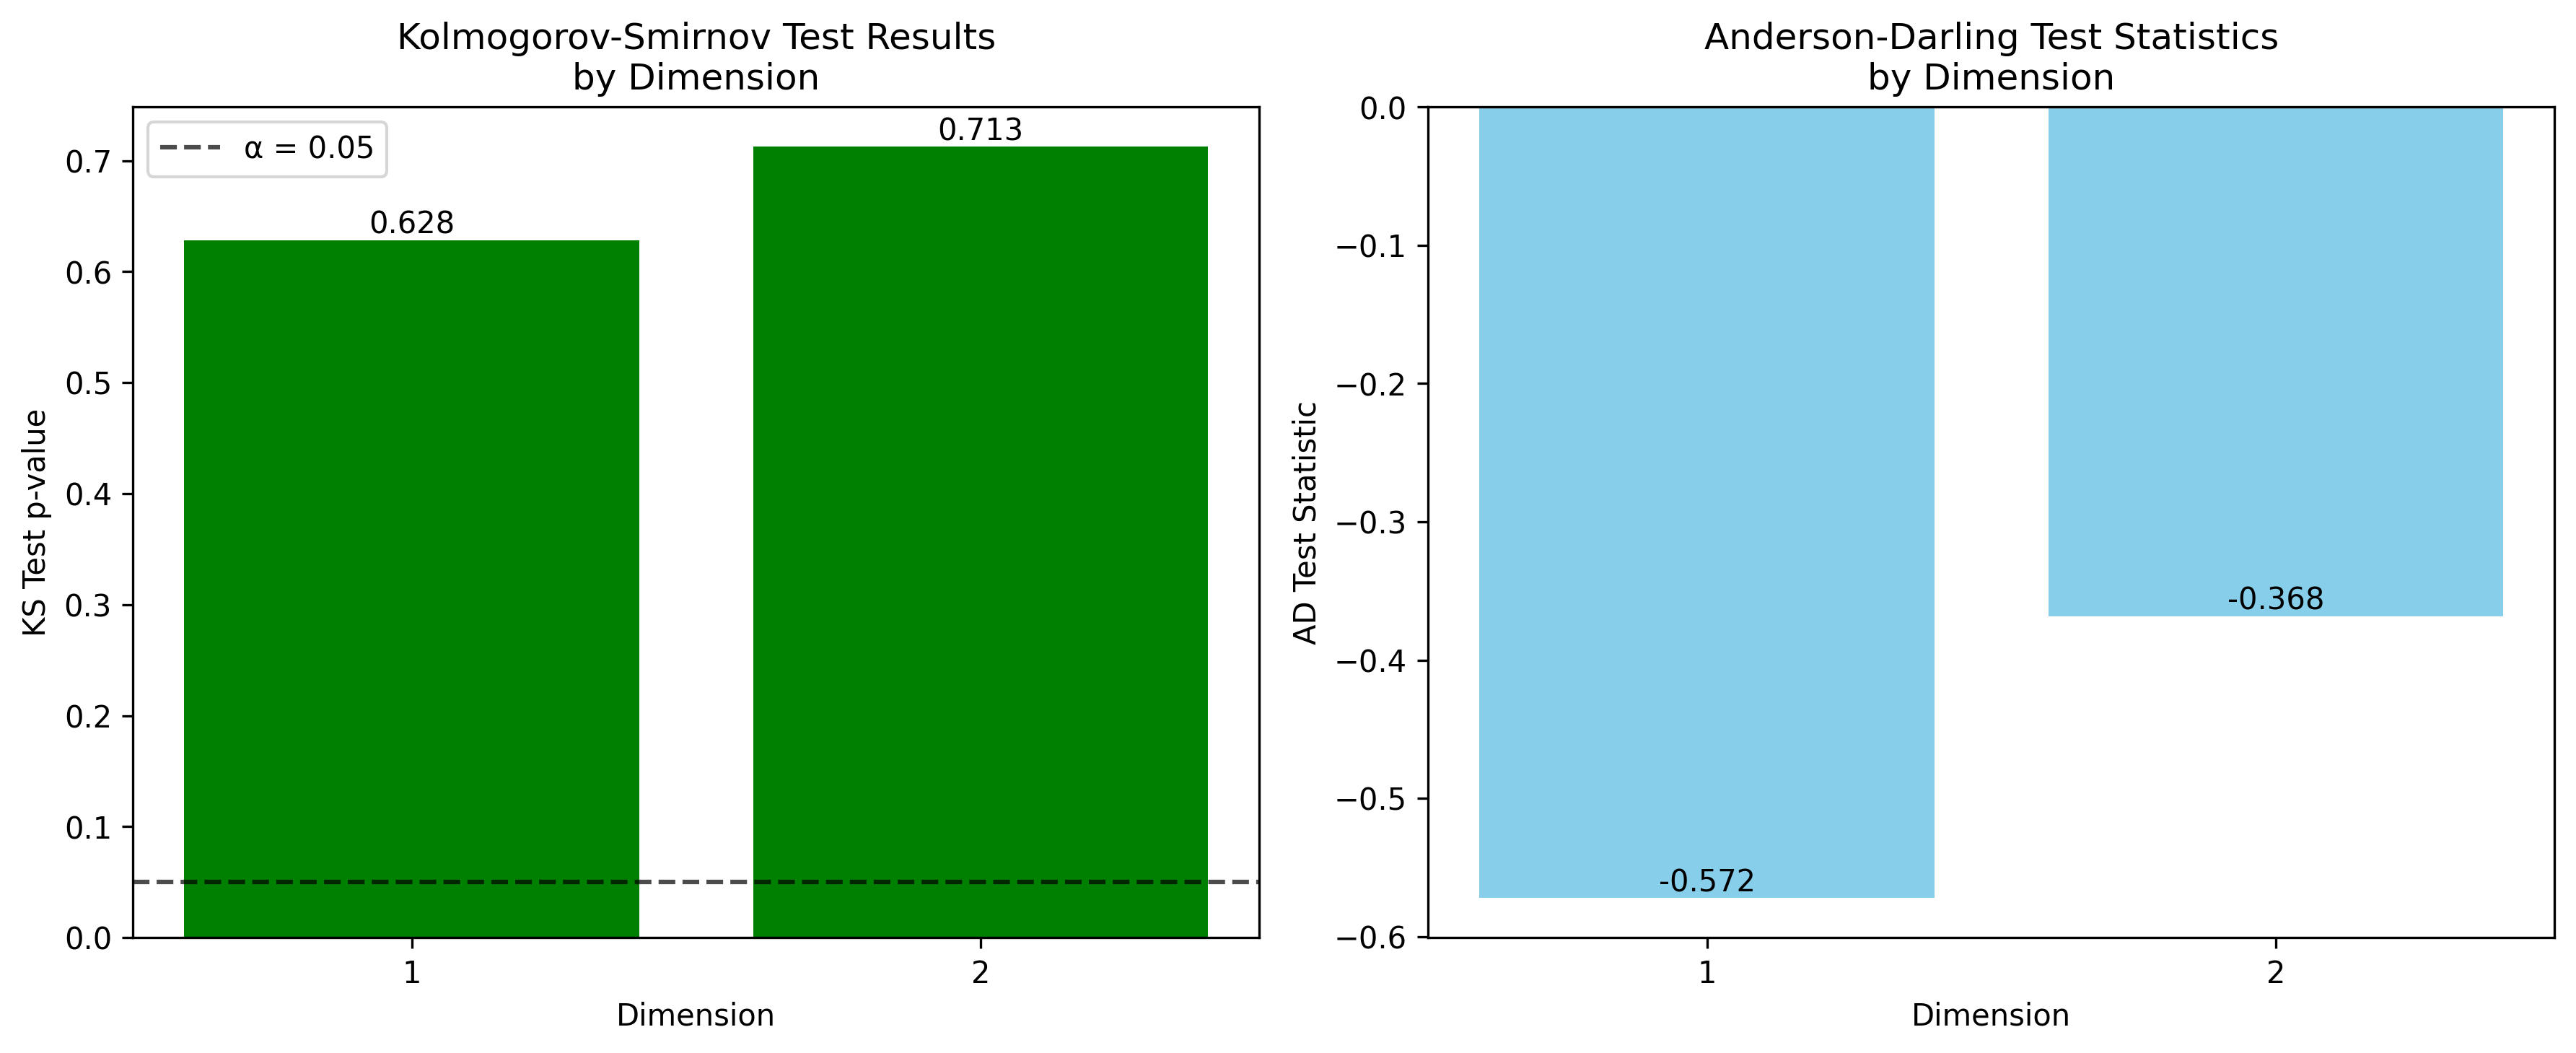 Kolmogorov-Smirnov Test Results
by Dimension
α = 0.05
0.628
0.713
0.7
0.6
0.5
0.4
0.3
0.2
0.1
0.0
KS Test p-value
1
2
Dimension
Anderson-Darling Test Statistics
by Dimension
0.0
−0.1
−0.2
−0.3
−0.4
−0.5
−0.6
AD Test Statistic
-0.572
-0.368
1
2
Dimension